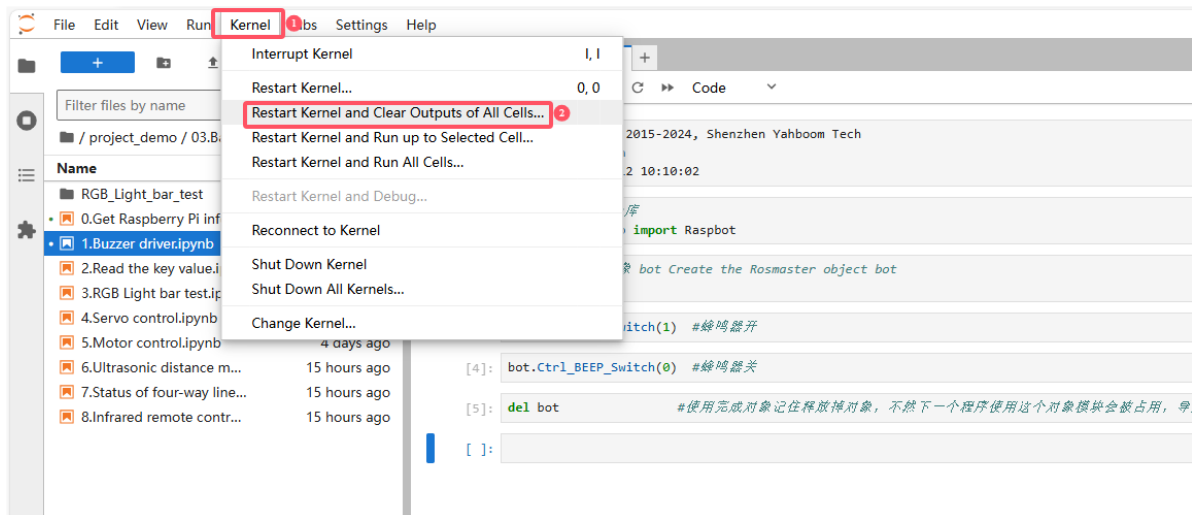 File Edit View Run Kernel 1 bs Settings Help
Interrupt Kernel I, I
Restart Kernel... 0, 0
Restart Kernel and Clear Outputs of All Cells... 2
Restart Kernel and Run up to Selected Cell...
Restart Kernel and Run All Cells...
Restart Kernel and Debug...
Reconnect to Kernel
Shut Down Kernel
Shut Down All Kernels...
Change Kernel...
Filter files by name
/ project_demo / 03.Ba
Name
RGB_Light_bar_test
0.Get Raspberry Pi inf
1.Buzzer driver.ipynb
2.Read the key value.i
3.RGB Light bar test.ip
4.Servo control.ipynb
5.Motor control.ipynb 4 days ago
6.Ultrasonic distance m... 15 hours ago
7.Status of four-way line... 15 hours ago
8.Infrared remote contr... 15 hours ago
Code
2015-2024, Shenzhen Yahboom Tech
2 10:10:02
库
import Raspbot
象 bot Create the Rosmaster object bot
itch(1) #蜂鸣器开
[4]: bot.Ctrl_BEEP_Switch(0) #蜂鸣器关
[5]: del bot #使用完成对象记住释放掉对象，不然下一个程序使用这个对象模块会被占用，导
[ ]: